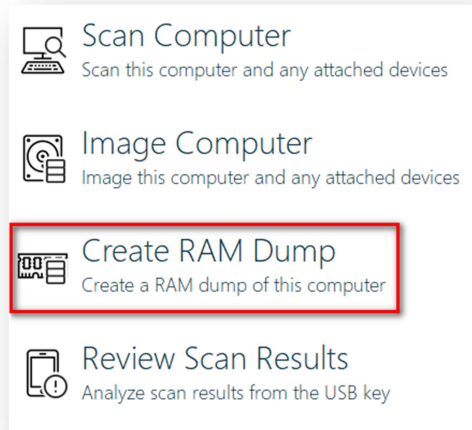 Scan Computer
Scan this computer and any attached devices
Image Computer
Image this computer and any attached devices
Create RAM Dump
Create a RAM dump of this computer
Review Scan Results
Analyze scan results from the USB key